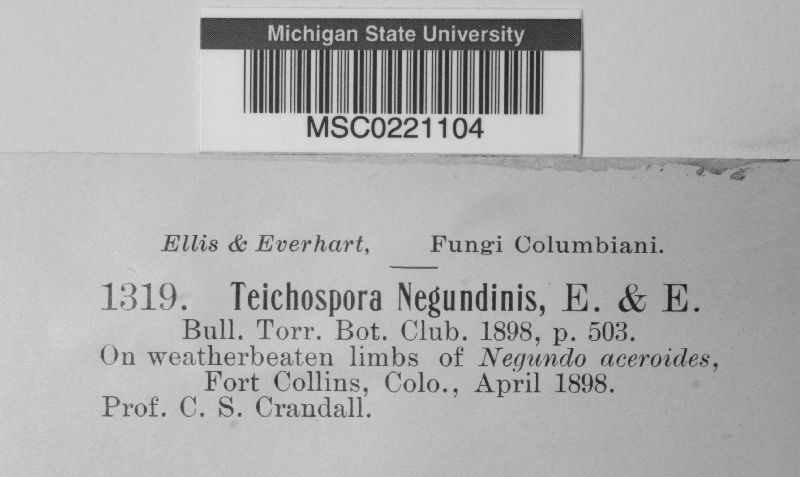 Michigan State University
MSC0221104
Ellis & Everhart, Fungi Columbiani.
1319. Teichospora Negundinis, E. & E.
Bull. Torr. Bot. Club. 1898, p. 503.
On weatherbeaten limbs of Negundo aceroides,
Fort Collins, Colo., April 1898.
Prof. C. S. Crandall.